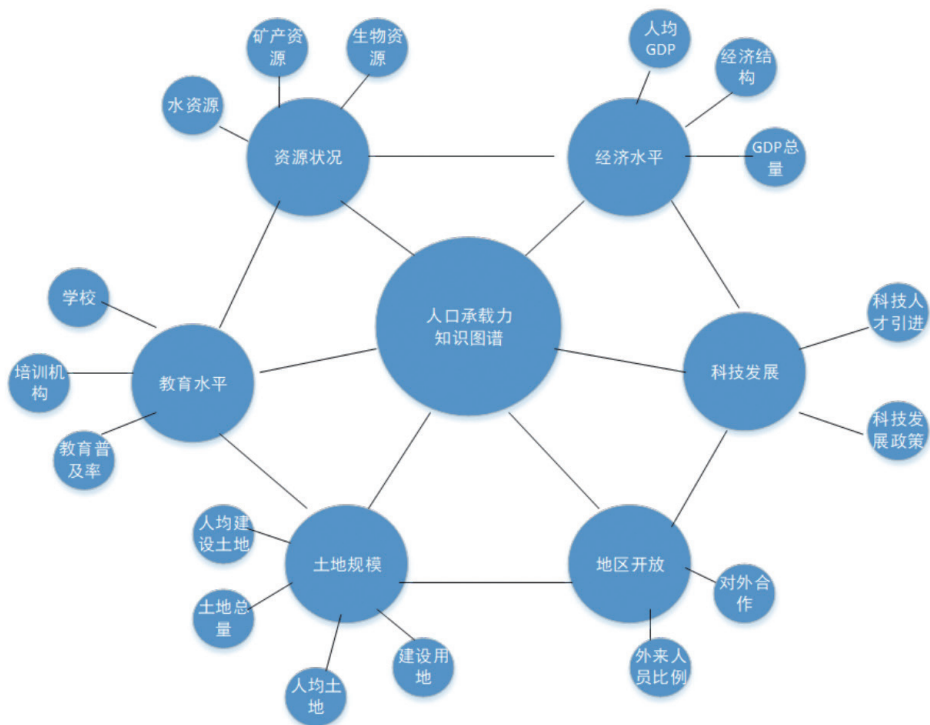 矿产资
源
生物资
源
水资源
资源状况
人均
GDP
经济结
构
GDP总
量
经济水平
人口承载力
知识图谱
学校
培训机
构
教育普
及率
教育水平
科技人
才引进
科技发
展政策
科技发展
人均建
设土地
土地总
量
人均土
地
建设用
地
土地规模
地区开放
对外合
作
外来人
员比例